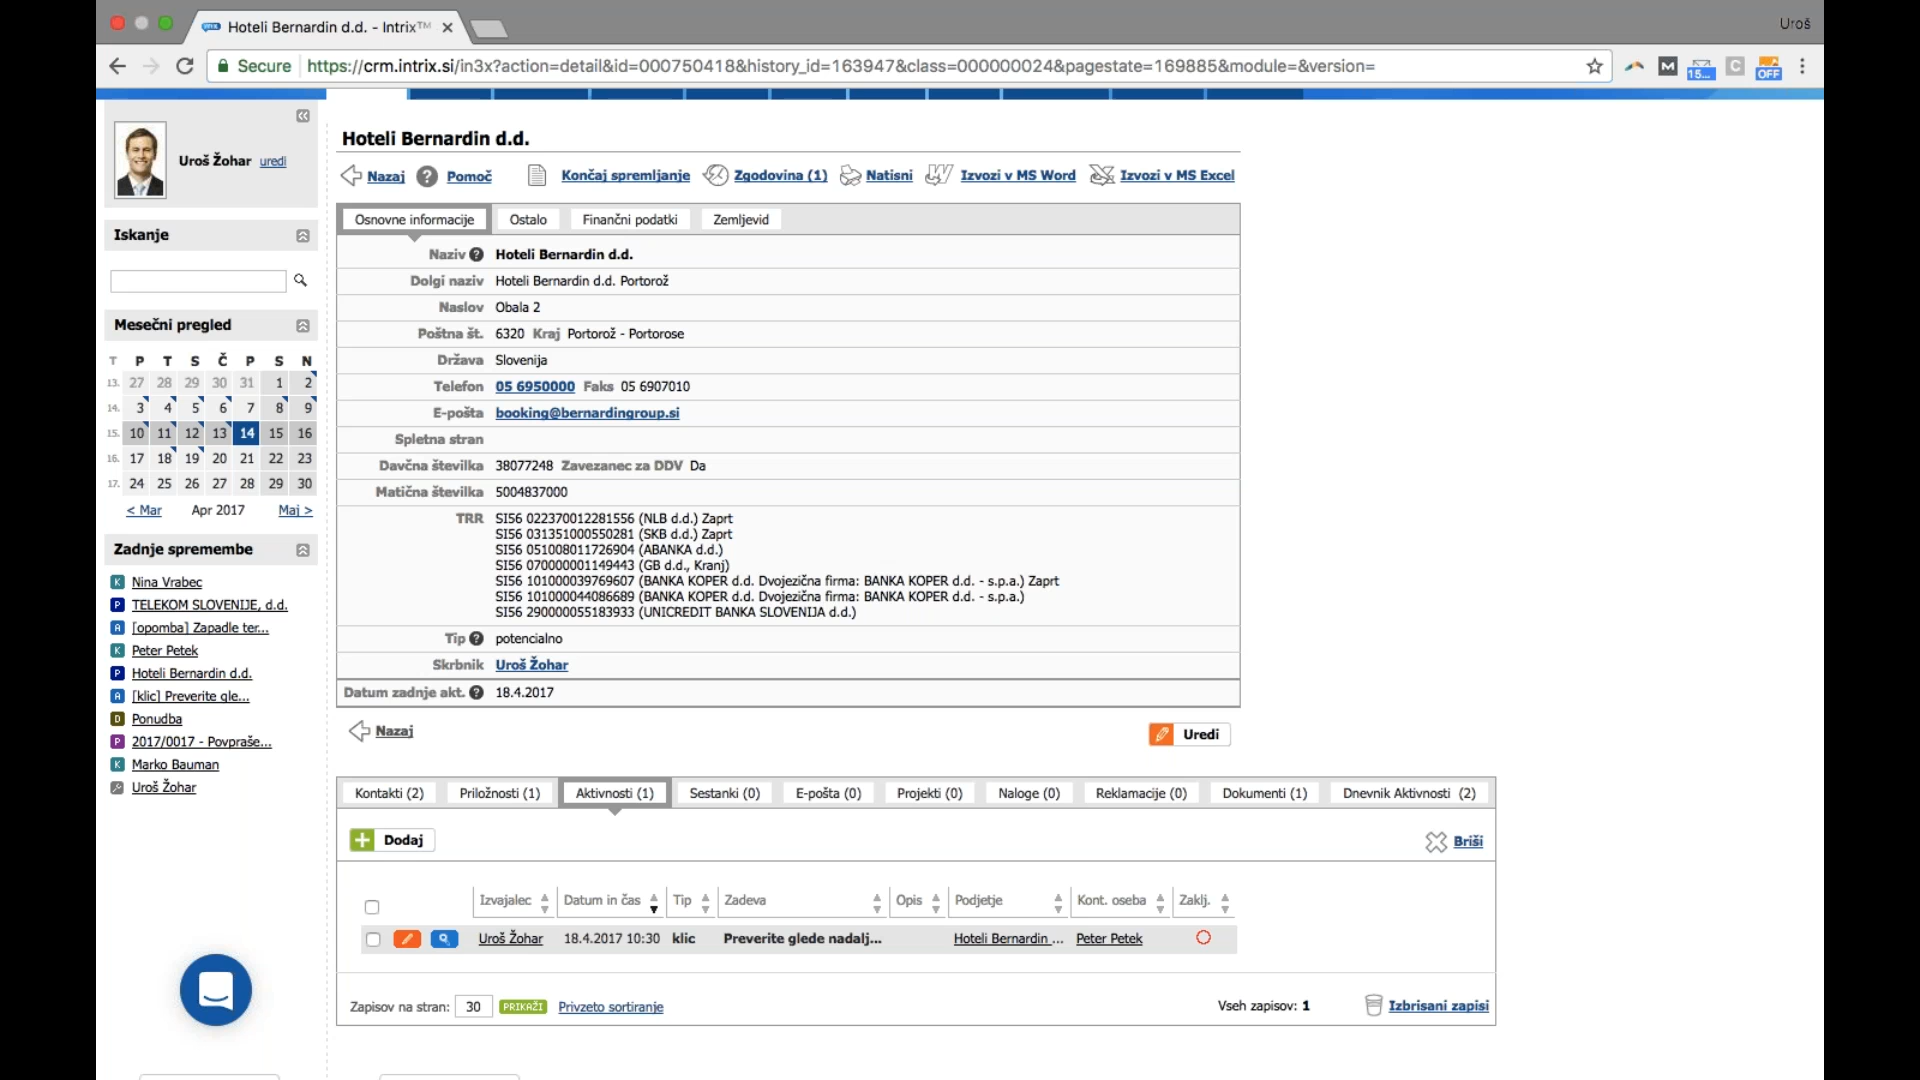 Hoteli Bernardin d.d. - Intrix™
Uroš
Secure https://crm.intrix.si/in3x?action=detail&id=000750418&history_id=163947&class=000000024&pagestate=169885&module=&version=
M 15... C OFF
Uroš Žohar uredi
Iskanje
Mesečni pregled
T P T S Č P S N
13. 27 28 29 30 31 1 2
14. 3 4 5 6 7 8 9
15. 10 11 12 13 14 15 16
16. 17 18 19 20 21 22 23
17. 24 25 26 27 28 29 30
< Mar Apr 2017 Maj >
Zadnje spremembe
K Nina Vrabec
P TELEKOM SLOVENIJE, d.d.
A [opomba] Zapadle ter...
K Peter Petek
P Hoteli Bernardin d.d.
A [klic] Preverite gle...
D Ponudba
P 2017/0017 - Povpraše...
K Marko Bauman
Uroš Žohar
Hoteli Bernardin d.d.
Nazaj ? Pomoč Končaj spremljanje Zgodovina (1) Natisni Izvozi v MS Word Izvozi v MS Excel
Osnovne informacije Ostalo Finančni podatki Zemljevid
Naziv ? Hoteli Bernardin d.d.
Dolgi naziv Hoteli Bernardin d.d. Portorož
Naslov Obala 2
Poštna št. 6320 Kraj Portorož - Portorose
Država Slovenija
Telefon 05 6950000 Faks 05 6907010
E-pošta booking@bernardingroup.si
Spletna stran
Davčna številka 38077248 Zavezanec za DDV Da
Matična številka 5004837000
TRR SI56 022370012281556 (NLB d.d.) Zaprt
SI56 031351000550281 (SKB d.d.) Zaprt
SI56 051008011726904 (ABANKA d.d.)
SI56 070000001149443 (GB d.d., Kranj)
SI56 101000039769607 (BANKA KOPER d.d. Dvojezična firma: BANKA KOPER d.d. - s.p.a.) Zaprt
SI56 101000044086689 (BANKA KOPER d.d. Dvojezična firma: BANKA KOPER d.d. - s.p.a.)
SI56 290000055183933 (UNICREDIT BANKA SLOVENIJA d.d.)
Tip ? potencialno
Skrbnik Uroš Žohar
Datum zadnje akt. ? 18.4.2017
Nazaj Uredi
Kontakti (2) Priložnosti (1) Aktivnosti (1) Sestanki (0) E-pošta (0) Projekti (0) Naloge (0) Reklamacije (0) Dokumenti (1) Dnevnik Aktivnosti (2)
Dodaj Briši
Izvajalec Datum in čas Tip Zadeva Opis Podjetje Kont. oseba Zaklj.
Uroš Žohar 18.4.2017 10:30 klic Preverite glede nadalj... Hoteli Bernardin ... Peter Petek
Zapisov na stran: 30 PRIKAŽI Privzeto sortiranje Vseh zapisov: 1 Izbrisani zapisi